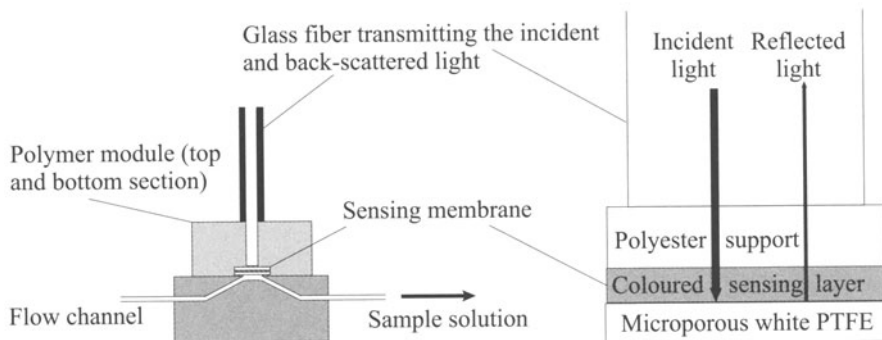 Glass fiber transmitting the incident
and back-scattered light
Polymer module (top
and bottom section)
Sensing membrane
Flow channel
Sample solution
Incident
light
Reflected
light
Polyester support
Coloured sensing layer
Microporous white PTFE